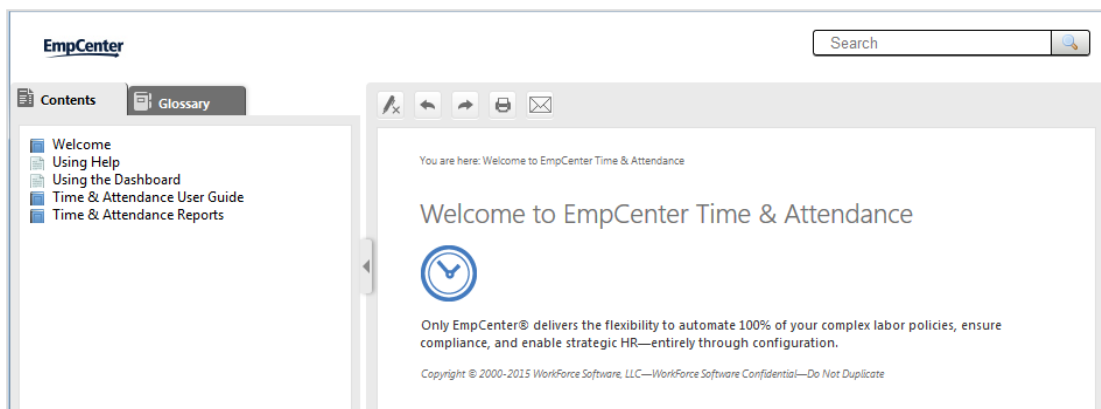 EmpCenter
Search
Contents
Glossary
Welcome
Using Help
Using the Dashboard
Time & Attendance User Guide
Time & Attendance Reports
You are here: Welcome to EmpCenter Time & Attendance
Welcome to EmpCenter Time & Attendance
Only EmpCenter® delivers the flexibility to automate 100% of your complex labor policies, ensure
compliance, and enable strategic HR—entirely through configuration.
Copyright © 2000-2015 WorkForce Software, LLC—WorkForce Software Confidential—Do Not Duplicate